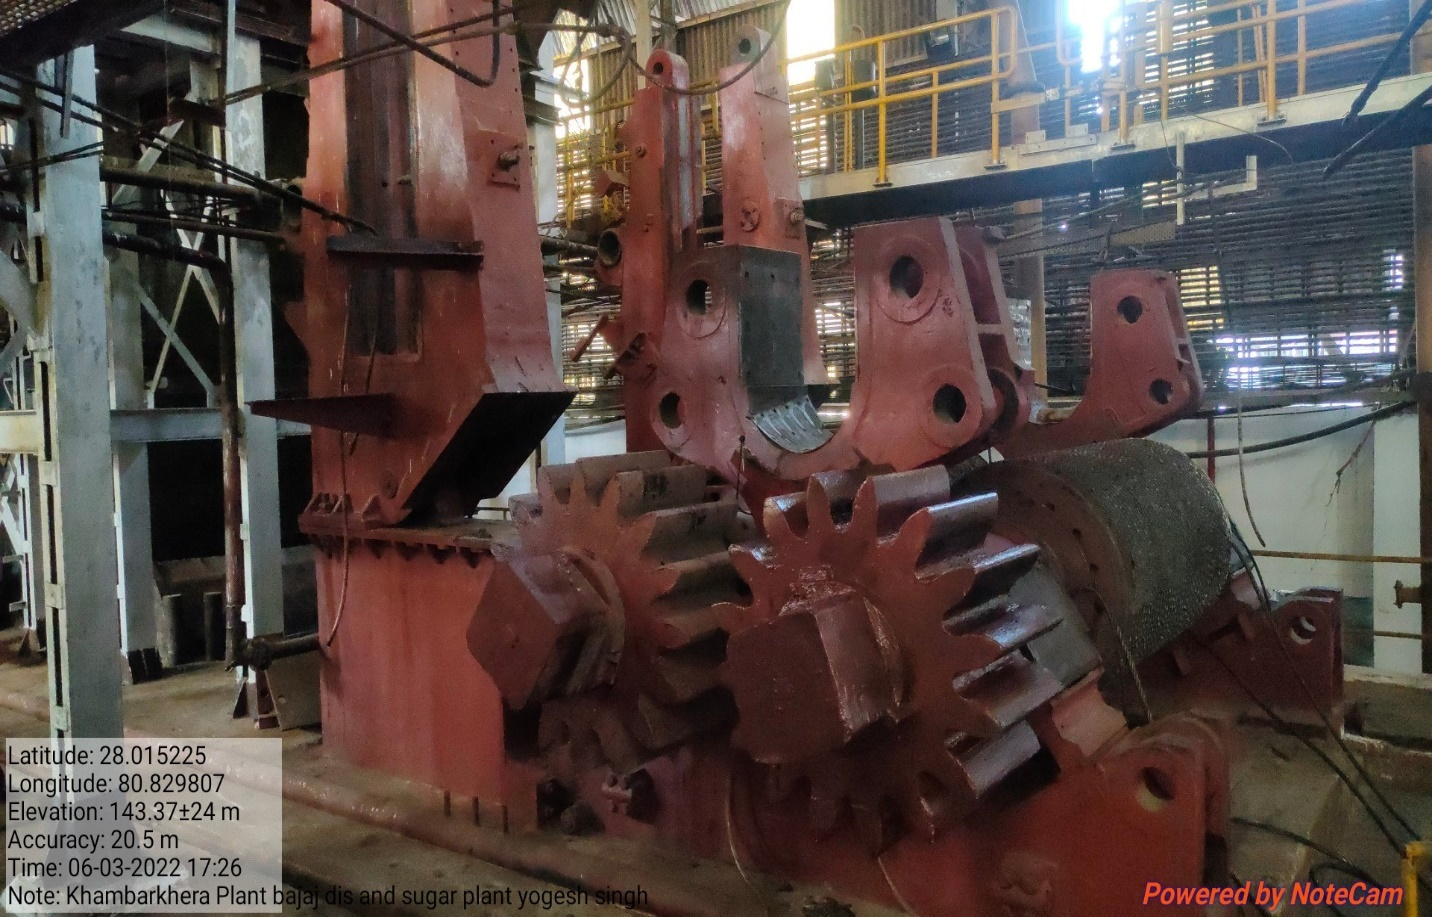 Latitude: 28.015225
Longitude: 80.829807
Elevation: 143.37±24 m
Accuracy: 20.5 m
Time: 06-03-2022 17:26
Note: Khambarkhera Plant bajaj dis and sugar plant yogesh singh
Powered by NoteCam